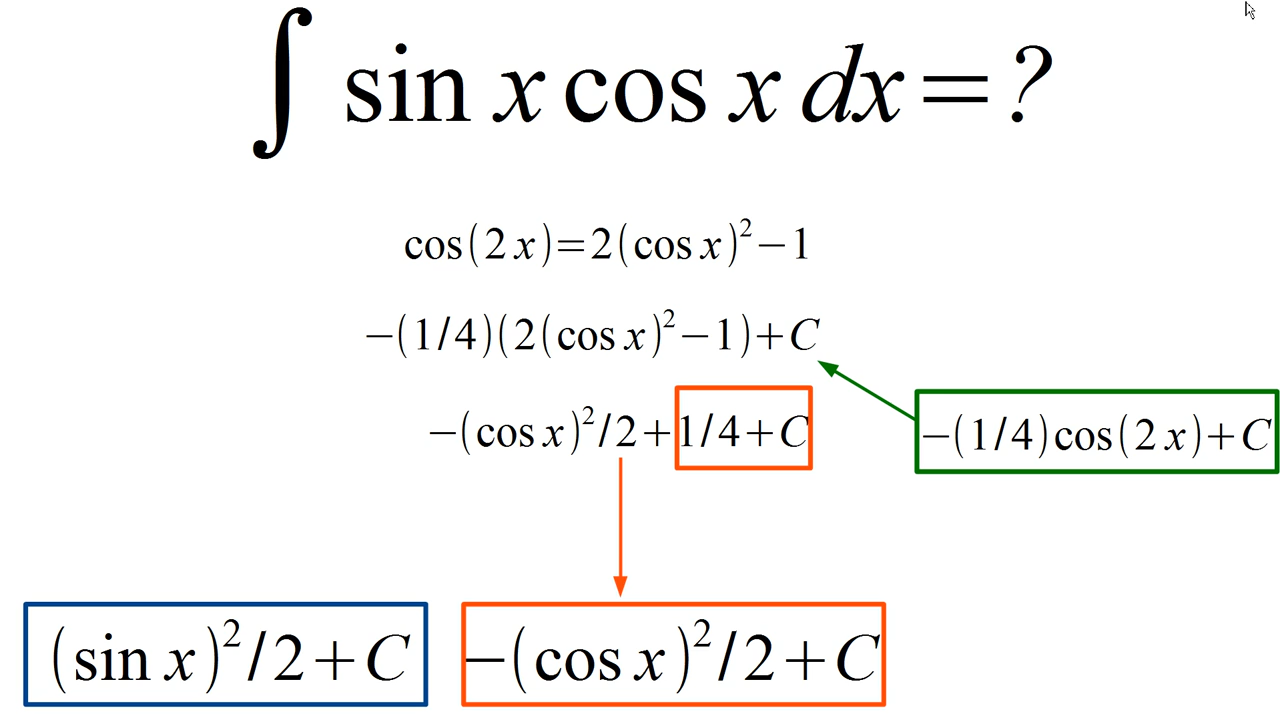 ∫ sin x cos x dx=?
cos(2x)=2(cos x)²−1
−(1/4)(2(cos x)²−1)+C
−(cos x)²/2+1/4+C
−(1/4)cos(2x)+C
(sin x)²/2+C
−(cos x)²/2+C